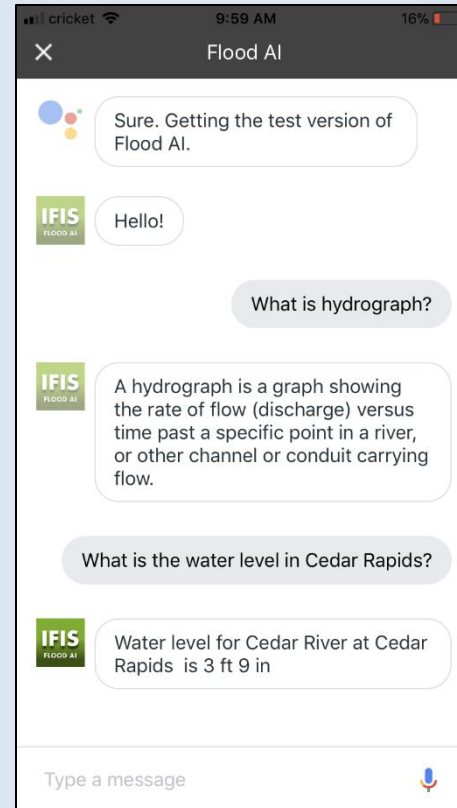 cricket 9:59 AM 16%
Flood AI
Sure. Getting the test version of
Flood AI.
IFIS
FLOOD AI
Hello!
What is hydrograph?
IFIS
FLOOD AI
A hydrograph is a graph showing
the rate of flow (discharge) versus
time past a specific point in a river,
or other channel or conduit carrying
flow.
What is the water level in Cedar Rapids?
IFIS
FLOOD AI
Water level for Cedar River at Cedar
Rapids is 3 ft 9 in
Type a message